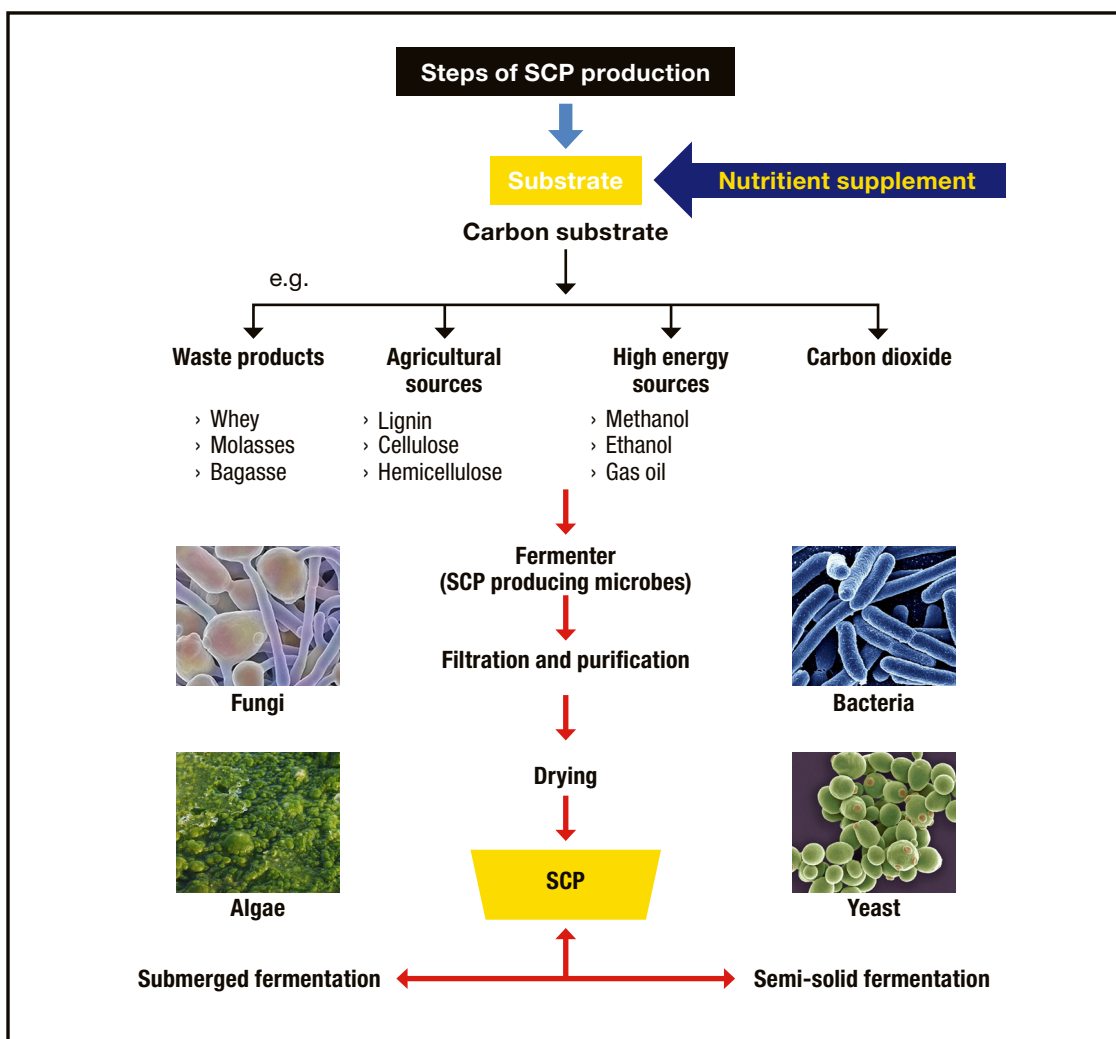 Steps of SCP production
Substrate
Nutritient supplement
Carbon substrate
e.g.
Waste products
Agricultural
sources
High energy
sources
Carbon dioxide
› Whey
› Molasses
› Bagasse
› Lignin
› Cellulose
› Hemicellulose
› Methanol
› Ethanol
› Gas oil
Fermenter
(SCP producing microbes)
Filtration and purification
Fungi
Bacteria
Drying
SCP
Algae
Yeast
Submerged fermentation
Semi-solid fermentation